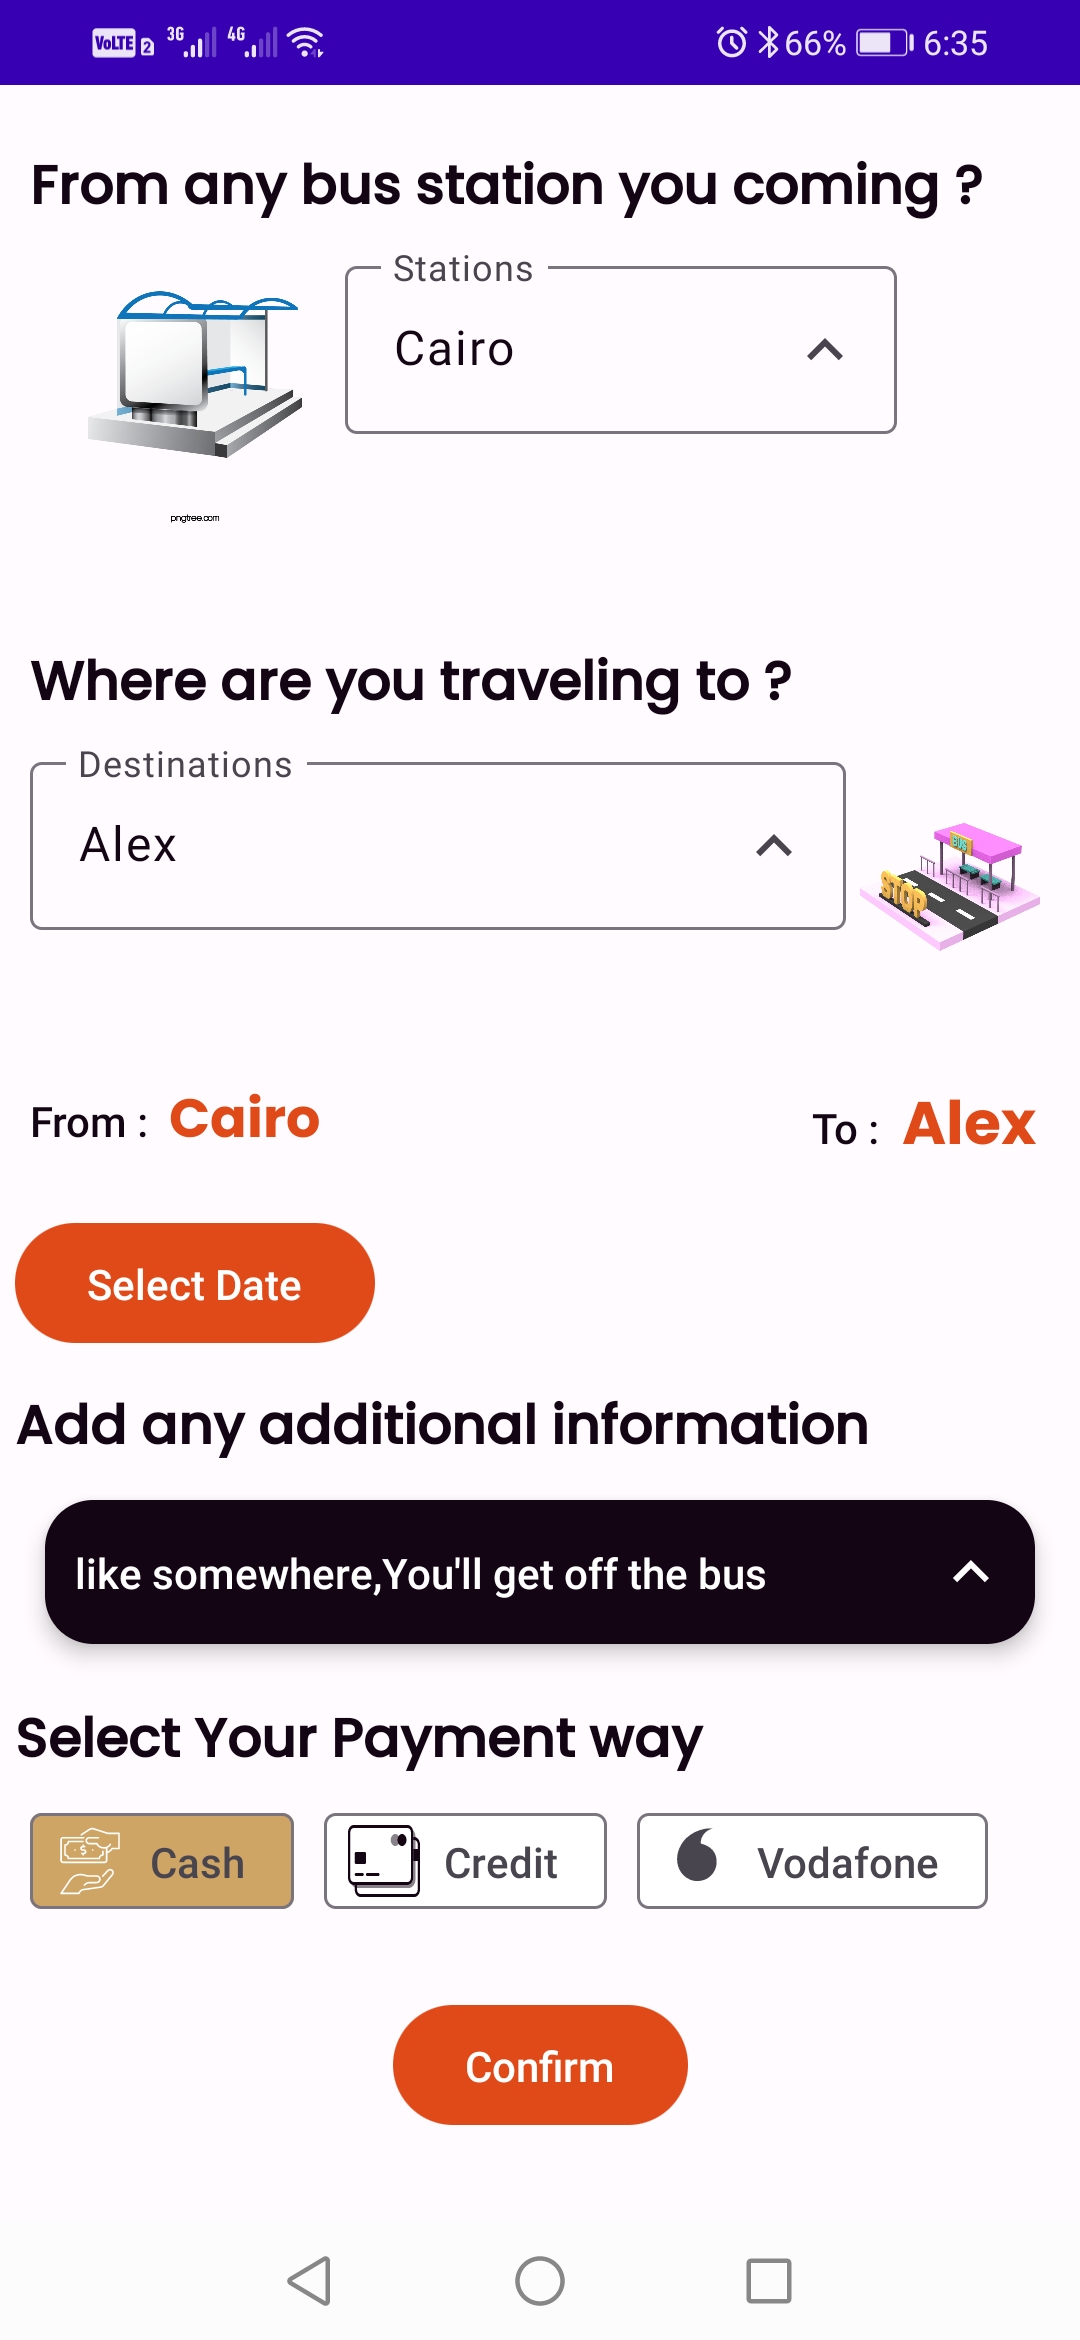 VoLTE 2 3G 4G 66% 6:35
From any bus station you coming ?
Stations
Cairo
pngtree.com
Where are you traveling to ?
Destinations
Alex
BUS
STOP
From : Cairo To : Alex
Select Date
Add any additional information
like somewhere,You'll get off the bus
Select Your Payment way
Cash Credit Vodafone
Confirm